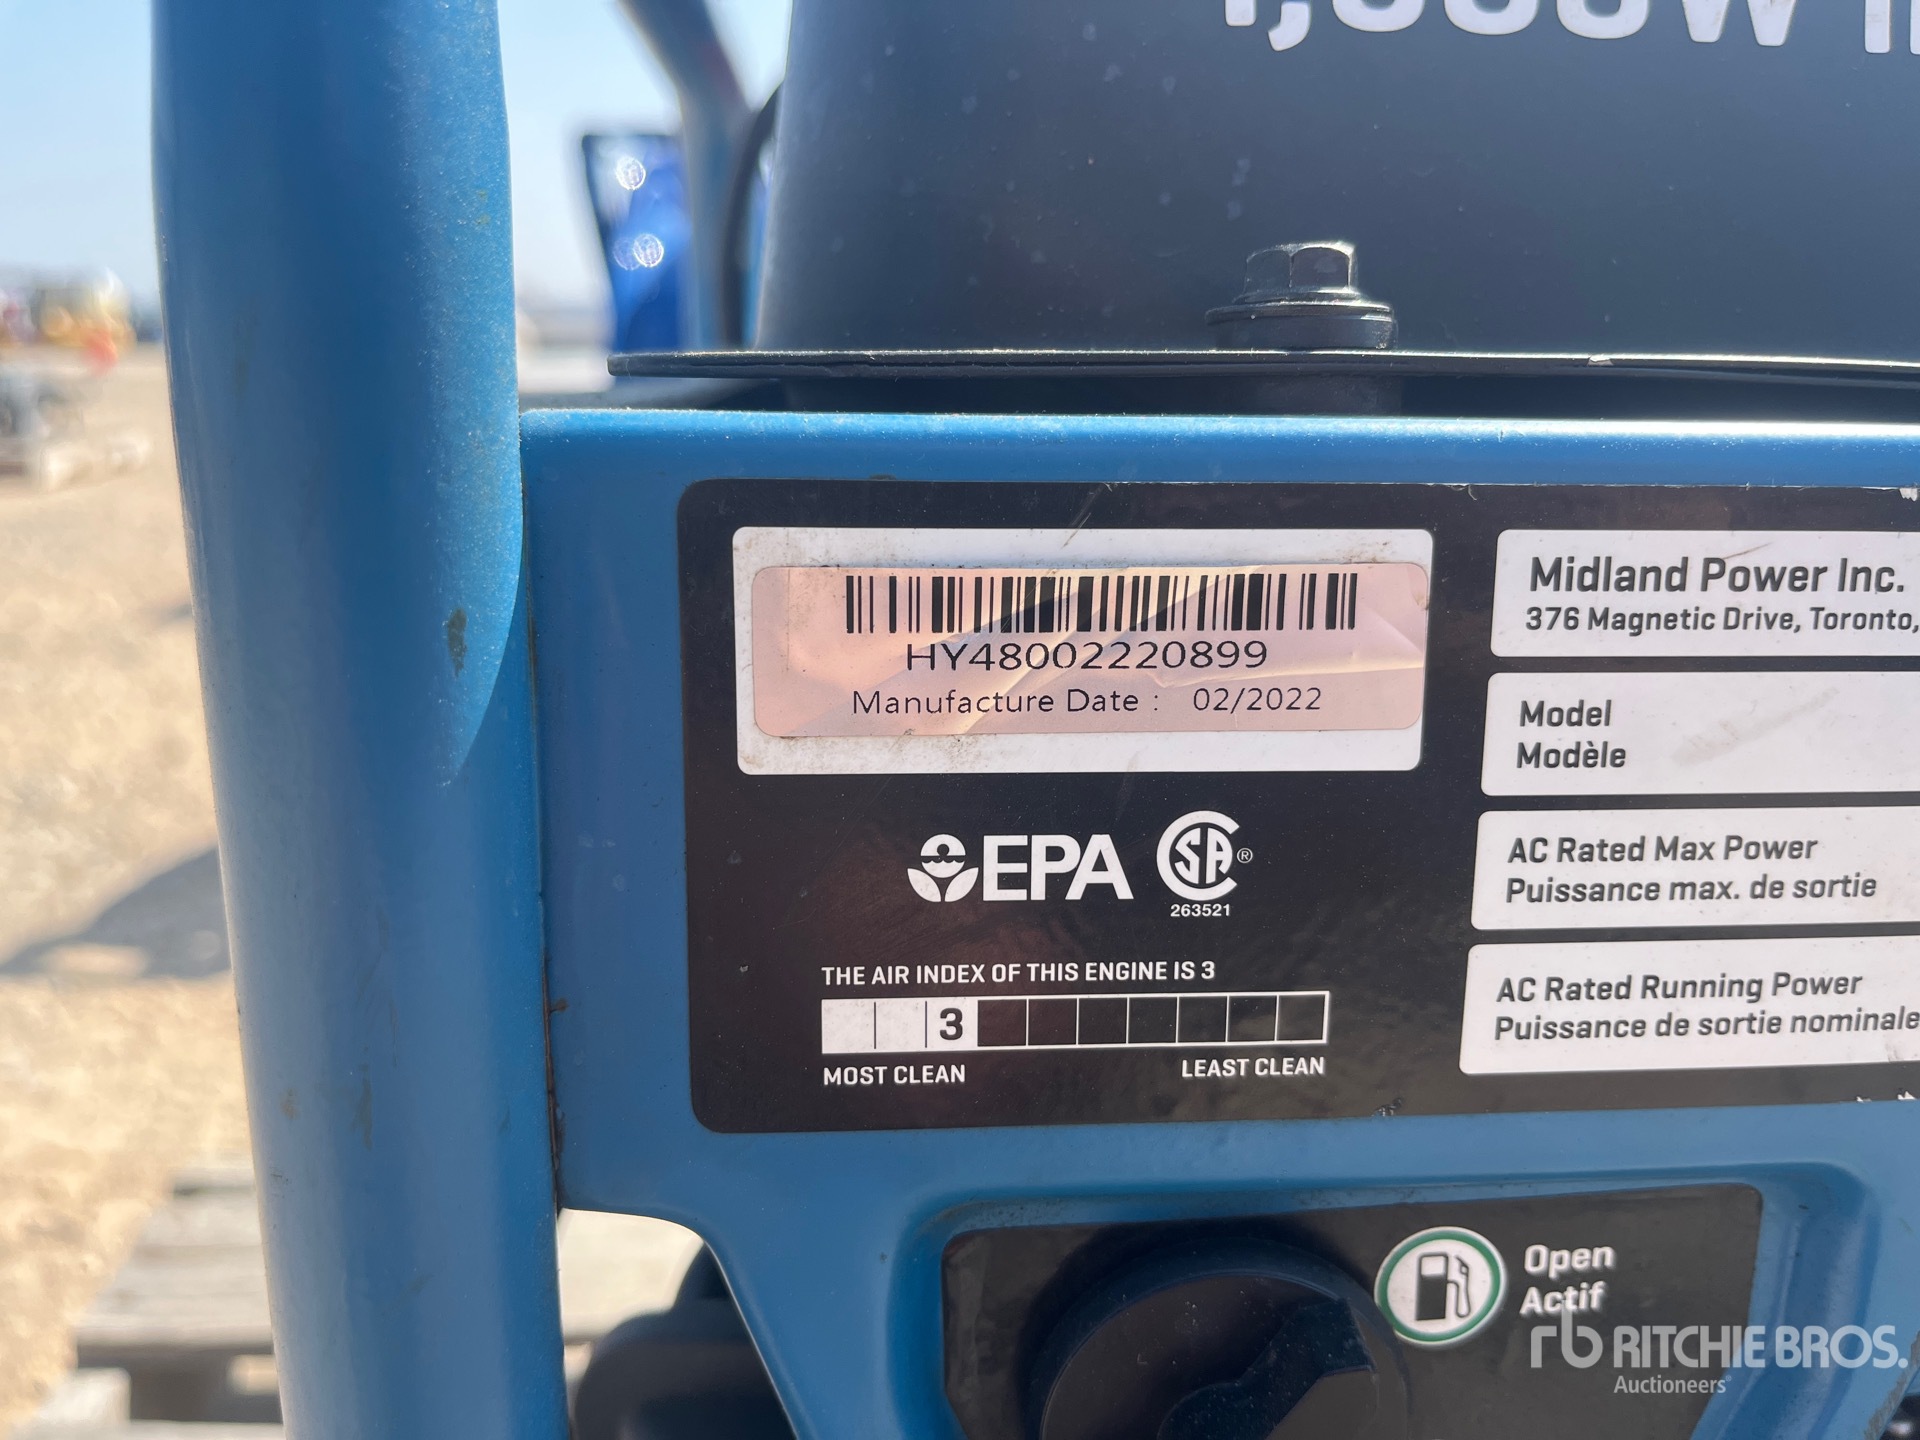 HY48002220899
Manufacture Date : 02/2022
EPA
SA®
263521
THE AIR INDEX OF THIS ENGINE IS 3
3
MOST CLEAN
LEAST CLEAN
Midland Power Inc.
376 Magnetic Drive, Toronto,
Model
Modèle
AC Rated Max Power
Puissance max. de sortie
AC Rated Running Power
Puissance de sortie nominale
Open
Actif
rb RITCHIE BROS.
Auctioneers